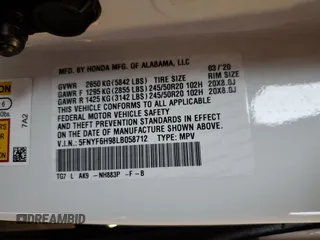 MFD. BY HONDA MFG. OF ALABAMA, LLC 03/'20
GVWR 2650 KG (5842 LBS) TIRE SIZE RIM SIZE
GAWR F 1295 KG (2855 LBS) 245/50R20 102H 20X8.0J
GAWR R 1425 KG (3142 LBS) 245/50R20 102H 20X8.0J
THIS VEHICLE CONFORMS TO ALL APPLICABLE
FEDERAL MOTOR VEHICLE SAFETY, BUMPER, AND
THEFT PREVENTION STANDARDS IN EFFECT ON THE
DATE OF MANUFACTURE SHOWN ABOVE.
V.I.N.: 5FNYF6H98LB058712 TYPE: MPV
TG7 L AK9 -NH883P -F -B
7A2
DREAMBID